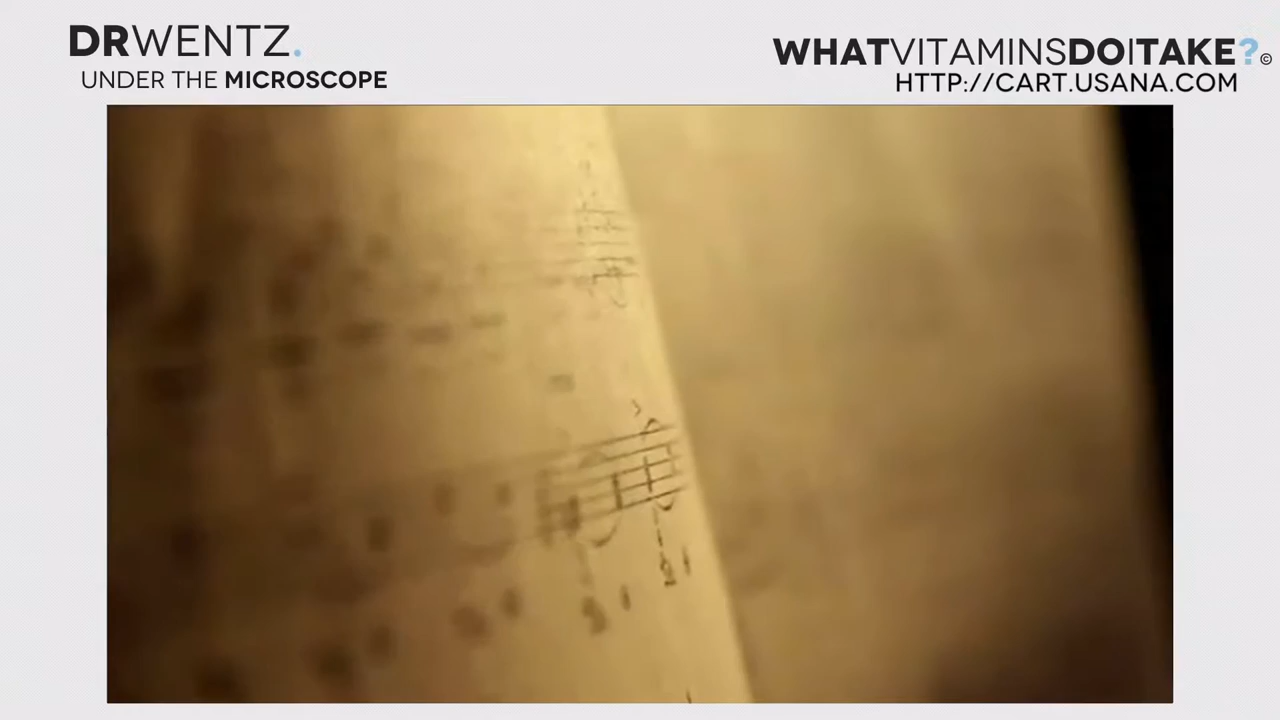 DRWENTZ.
UNDER THE MICROSCOPE
WHATVITAMINSDOITAKE?©
HTTP://CART.USANA.COM